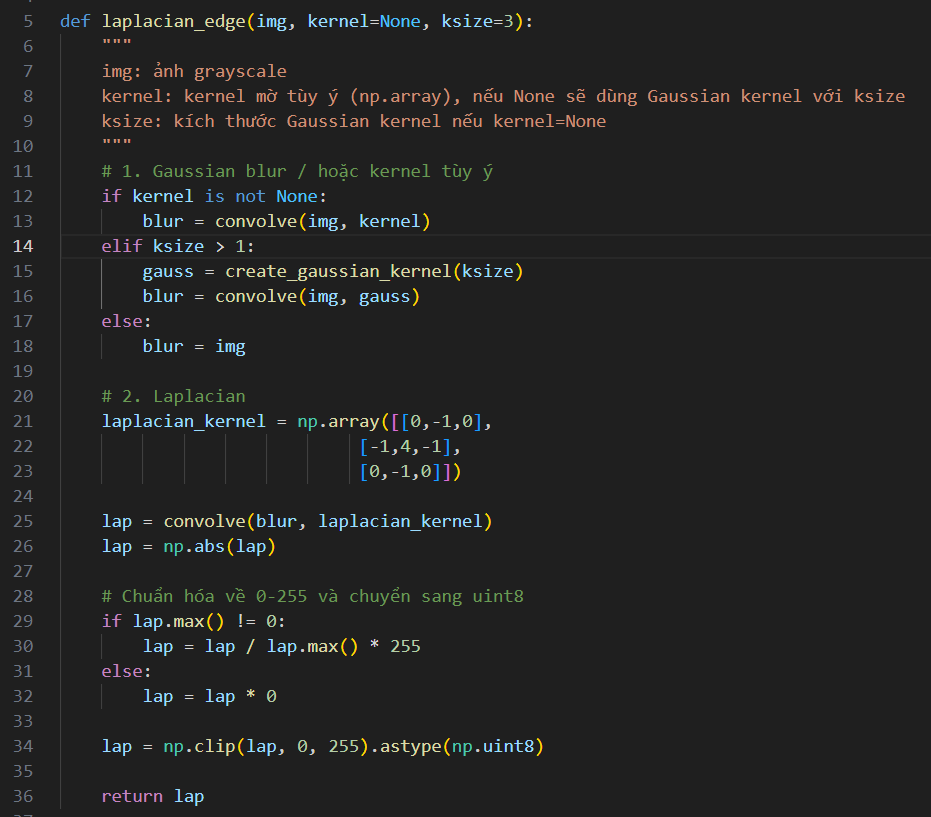 5 def laplacian_edge(img, kernel=None, ksize=3):
6     """
7     img: ảnh grayscale
8     kernel: kernel mờ tùy ý (np.array), nếu None sẽ dùng Gaussian kernel với ksize
9     ksize: kích thước Gaussian kernel nếu kernel=None
10     """
11     # 1. Gaussian blur / hoặc kernel tùy ý
12     if kernel is not None:
13         blur = convolve(img, kernel)
14     elif ksize > 1:
15         gauss = create_gaussian_kernel(ksize)
16         blur = convolve(img, gauss)
17     else:
18         blur = img
19
20     # 2. Laplacian
21     laplacian_kernel = np.array([[0,-1,0],
22                              [-1,4,-1],
23                              [0,-1,0]])
24
25     lap = convolve(blur, laplacian_kernel)
26     lap = np.abs(lap)
27
28     # Chuẩn hóa về 0-255 và chuyển sang uint8
29     if lap.max() != 0:
30         lap = lap / lap.max() * 255
31     else:
32         lap = lap * 0
33
34     lap = np.clip(lap, 0, 255).astype(np.uint8)
35
36     return lap